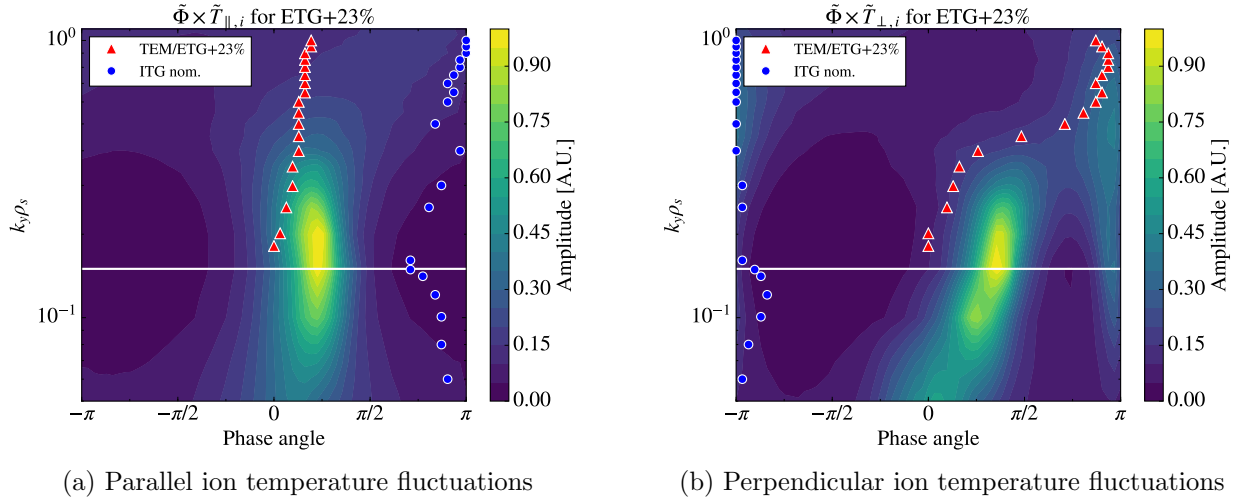 Φ̃ × T̃∥,i for ETG+23%
TEM/ETG+23%
ITG nom.
10⁰
10⁻¹
kyρs
−π
−π/2
0
π/2
π
Phase angle
0.90
0.75
0.60
0.45
0.30
0.15
0.00
Amplitude [A.U.]
(a) Parallel ion temperature fluctuations
Φ̃ × T̃⊥,i for ETG+23%
TEM/ETG+23%
ITG nom.
10⁰
10⁻¹
kyρs
−π
−π/2
0
π/2
π
Phase angle
0.90
0.75
0.60
0.45
0.30
0.15
0.00
Amplitude [A.U.]
(b) Perpendicular ion temperature fluctuations